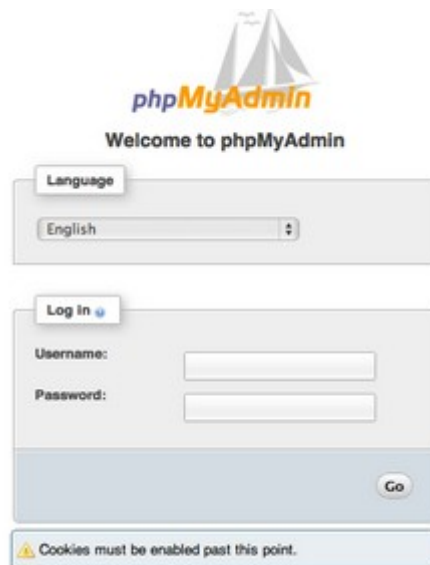 phpMyAdmin
Welcome to phpMyAdmin
Language
English
Log in
Username:
Password:
Go
Cookies must be enabled past this point.